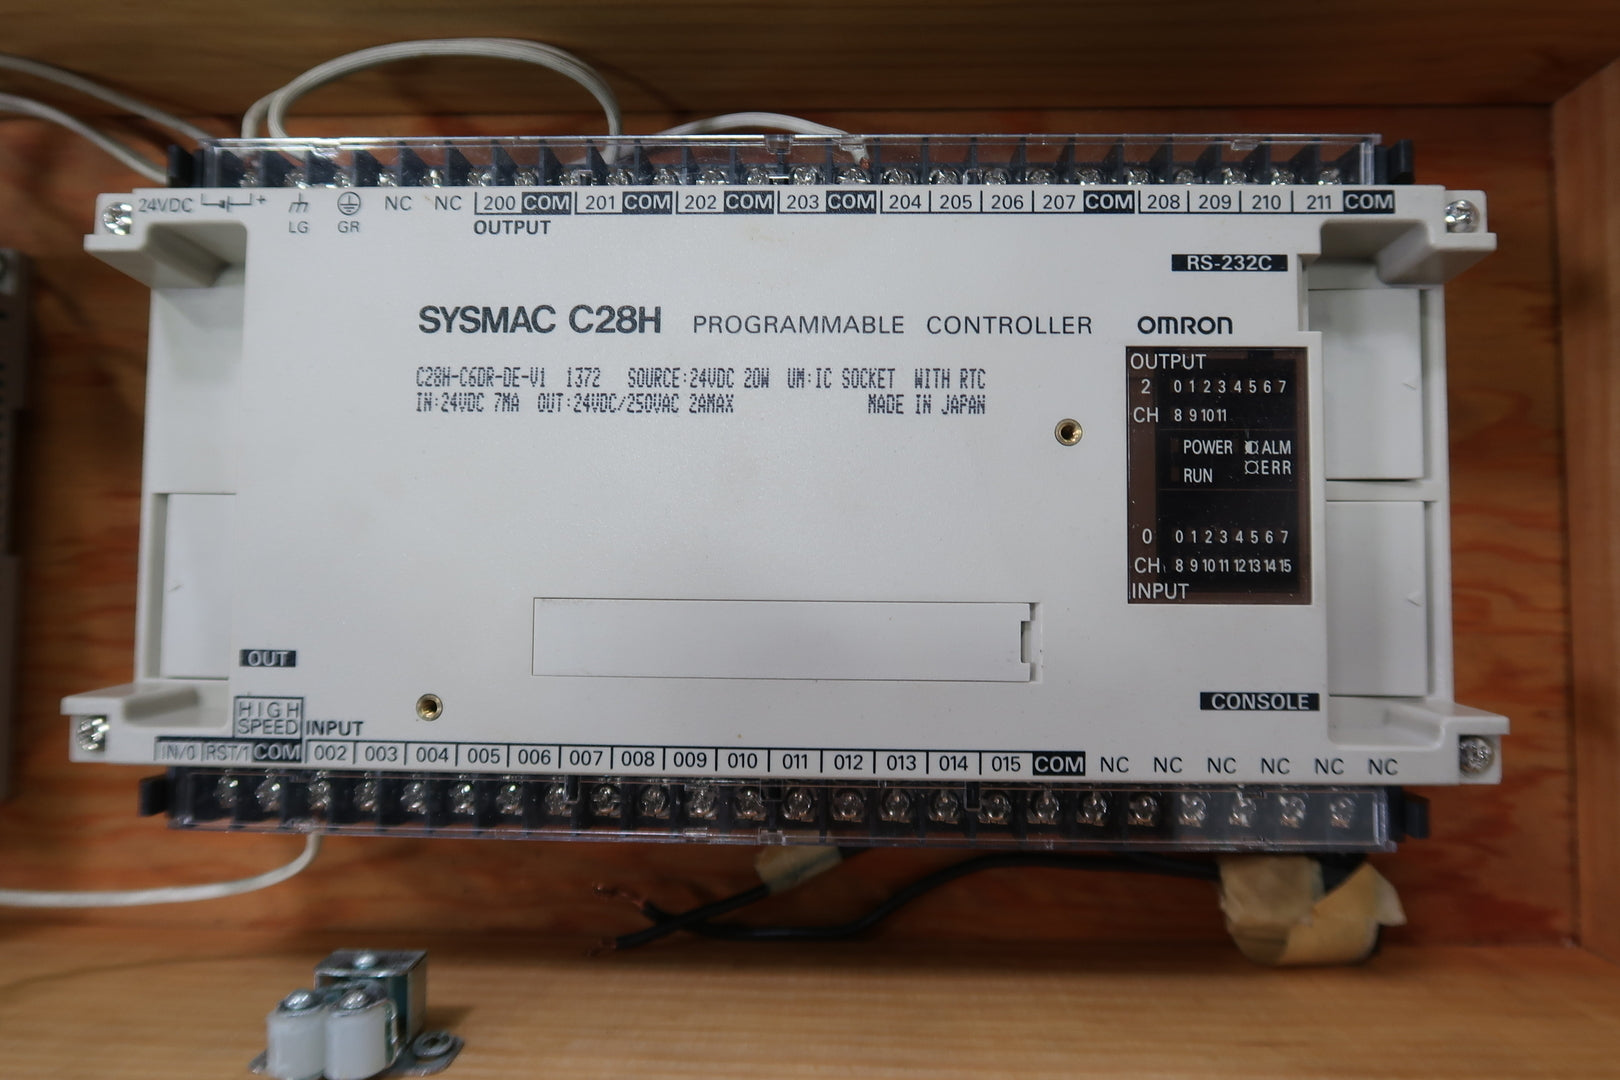 24VDC + NC NC 200 COM 201 COM 202 COM 203 COM 204 205 206 207 COM 208 209 210 211 COM
LG GR OUTPUT
RS-232C
SYSMAC C28H PROGRAMMABLE CONTROLLER OMRON
C28H-C6DR-DE-V1 1372 SOURCE:24VDC 20W UM:IC SOCKET WITH RTC
IN:24VDC 7MA OUT:24VDC/250VAC 2AMAX MADE IN JAPAN
OUTPUT
2 0 1 2 3 4 5 6 7
CH 8 9 10 11
POWER ALM
RUN ERR
0 0 1 2 3 4 5 6 7
CH 8 9 10 11 12 13 14 15
INPUT
OUT
CONSOLE
HIGH
SPEED INPUT
IN/0 RST/1 COM 002 003 004 005 006 007 008 009 010 011 012 013 014 015 COM NC NC NC NC NC NC